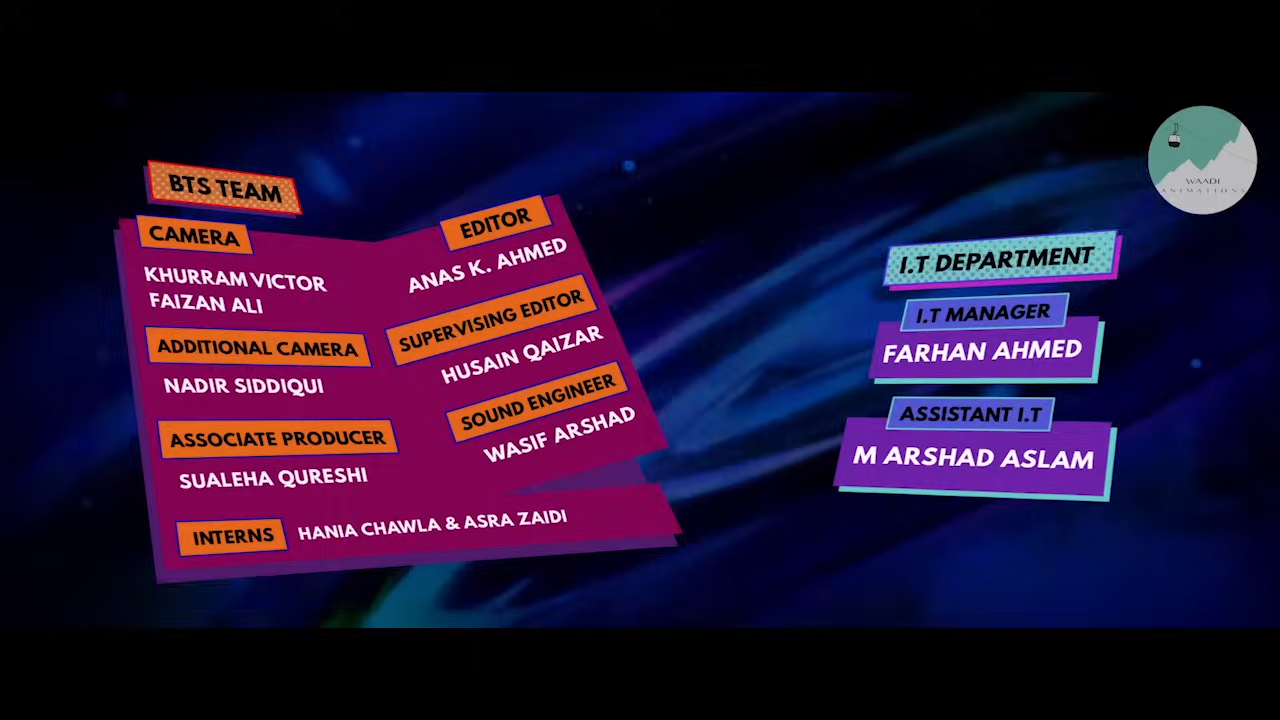 BTS TEAM
CAMERA
KHURRAM VICTOR
FAIZAN ALI
ADDITIONAL CAMERA
NADIR SIDDIQUI
ASSOCIATE PRODUCER
SUALEHA QURESHI
INTERNS
HANIA CHAWLA & ASRA ZAIDI
EDITOR
ANAS K. AHMED
SUPERVISING EDITOR
HUSAIN QAIZAR
SOUND ENGINEER
WASIF ARSHAD
I.T DEPARTMENT
I.T MANAGER
FARHAN AHMED
ASSISTANT I.T
M ARSHAD ASLAM
WAADI
ANIMATIONS